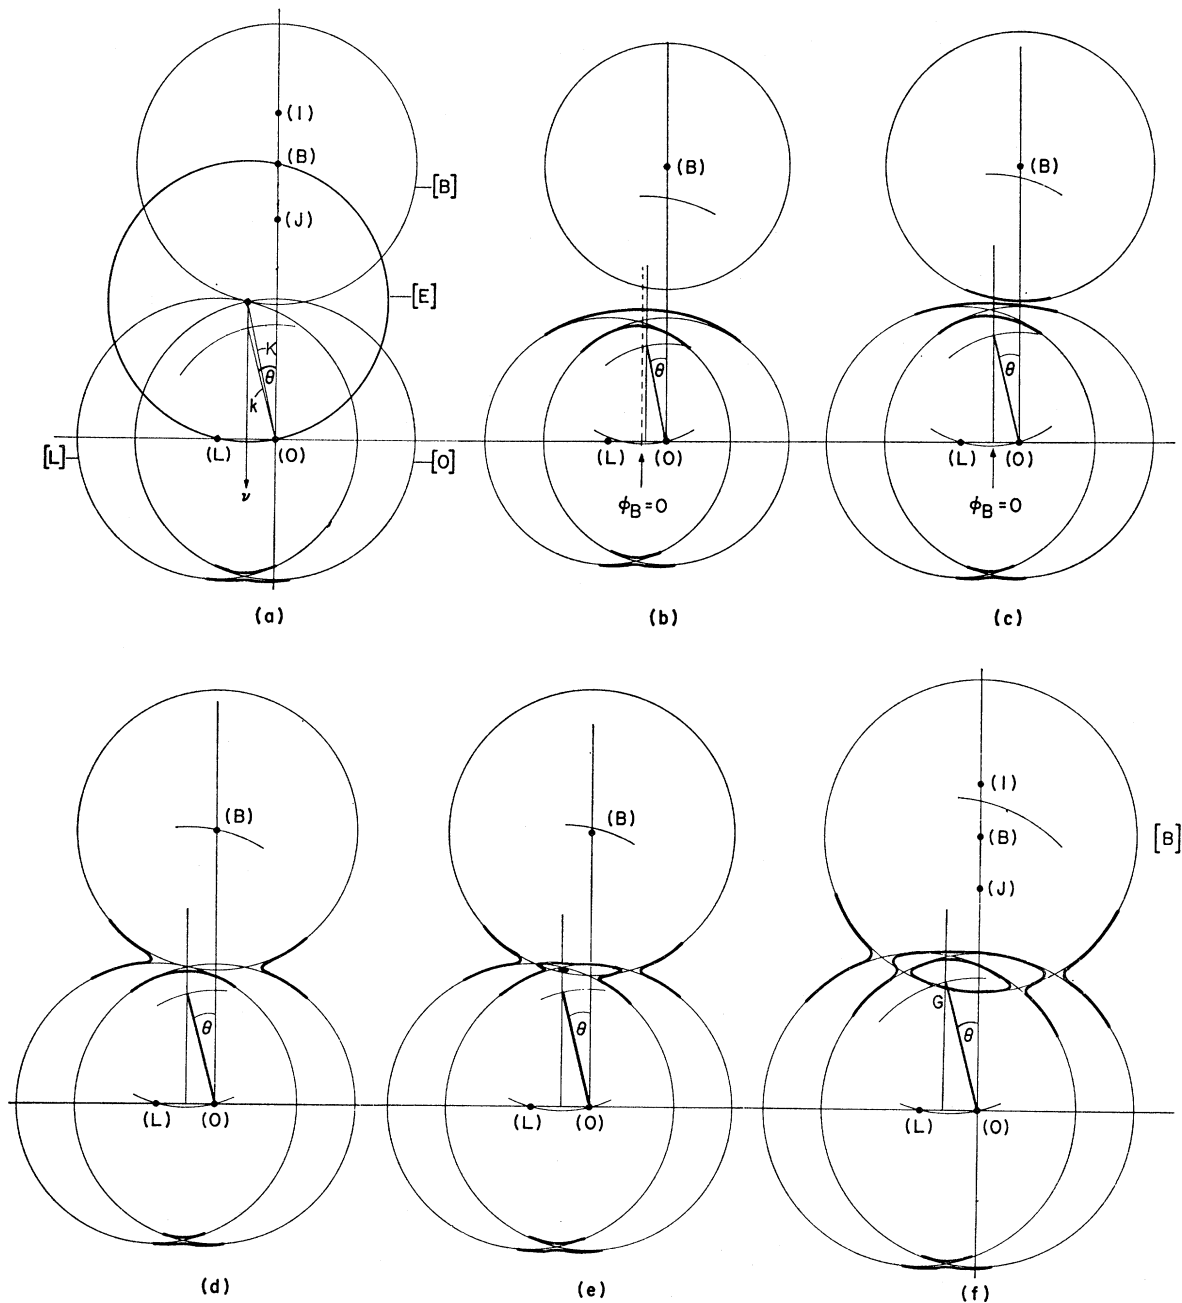 (I)
(B)
[B]
(J)
[E]
K
θ
k
(L)
(O)
[L]
[O]
ν
(a)
(B)
θ
(L)
(O)
ϕB=0
(b)
(B)
θ
(L)
(O)
ϕB=0
(c)
(B)
θ
(L)
(O)
(d)
(B)
θ
(L)
(O)
(e)
(I)
(B)
[B]
(J)
G
θ
(L)
(O)
(f)